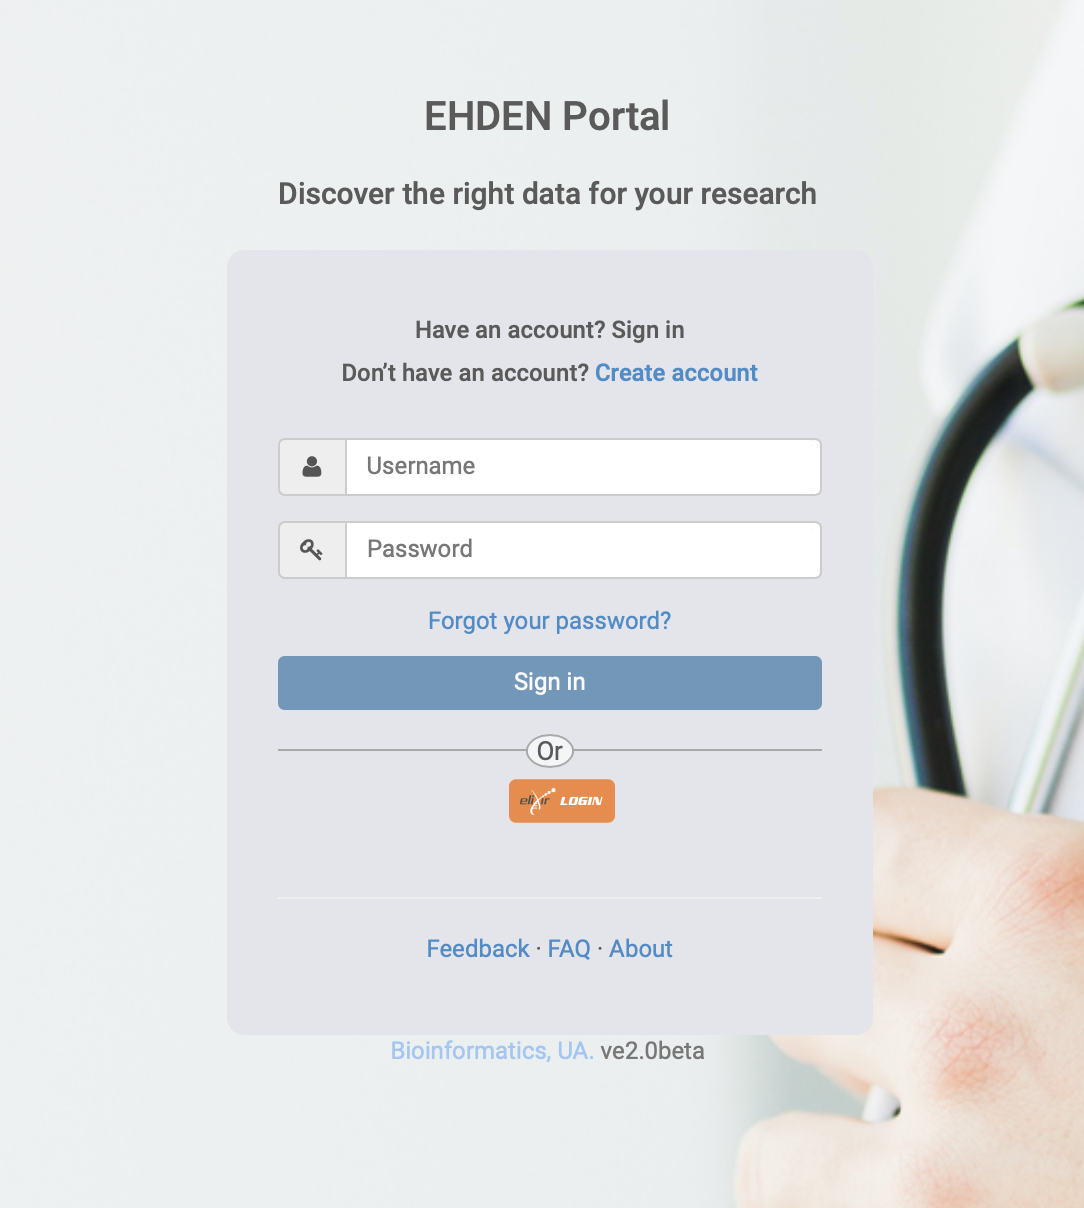 EHDEN Portal
Discover the right data for your research
Have an account? Sign in
Don’t have an account? Create account
Username
Password
Forgot your password?
Sign in
Or
elixir LOGIN
Feedback · FAQ · About
Bioinformatics, UA. ve2.0beta